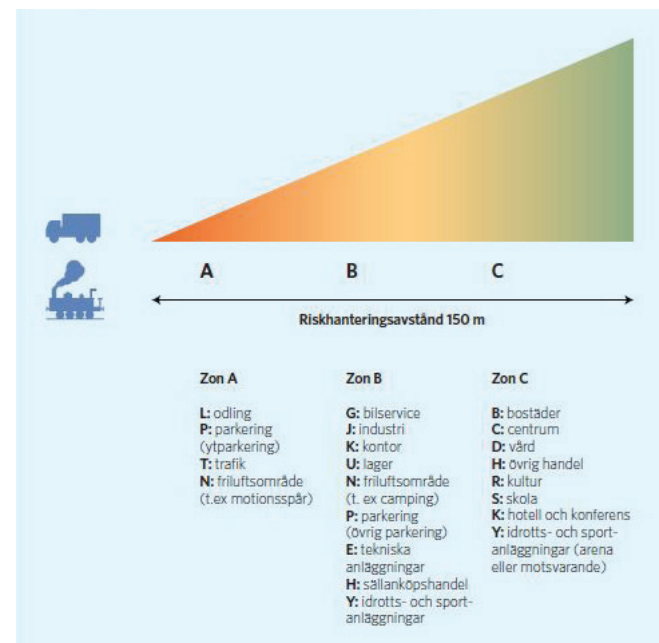 A
B
C
Riskhanteringsavstånd 150 m
Zon A
L: odling
P: parkering
(ytparkering)
T: trafik
N: friluftsområde
(t.ex motionsspår)
Zon B
G: bilservice
J: industri
K: kontor
U: lager
N: friluftsområde
(t. ex camping)
P: parkering
(övrig parkering)
E: tekniska
anläggningar
H: sällanköpshandel
Y: idrotts- och sport-
anläggningar
Zon C
B: bostäder
C: centrum
D: vård
H: övrig handel
R: kultur
S: skola
K: hotell och konferens
Y: idrotts- och sport-
anläggningar (arena
eller motsvarande)